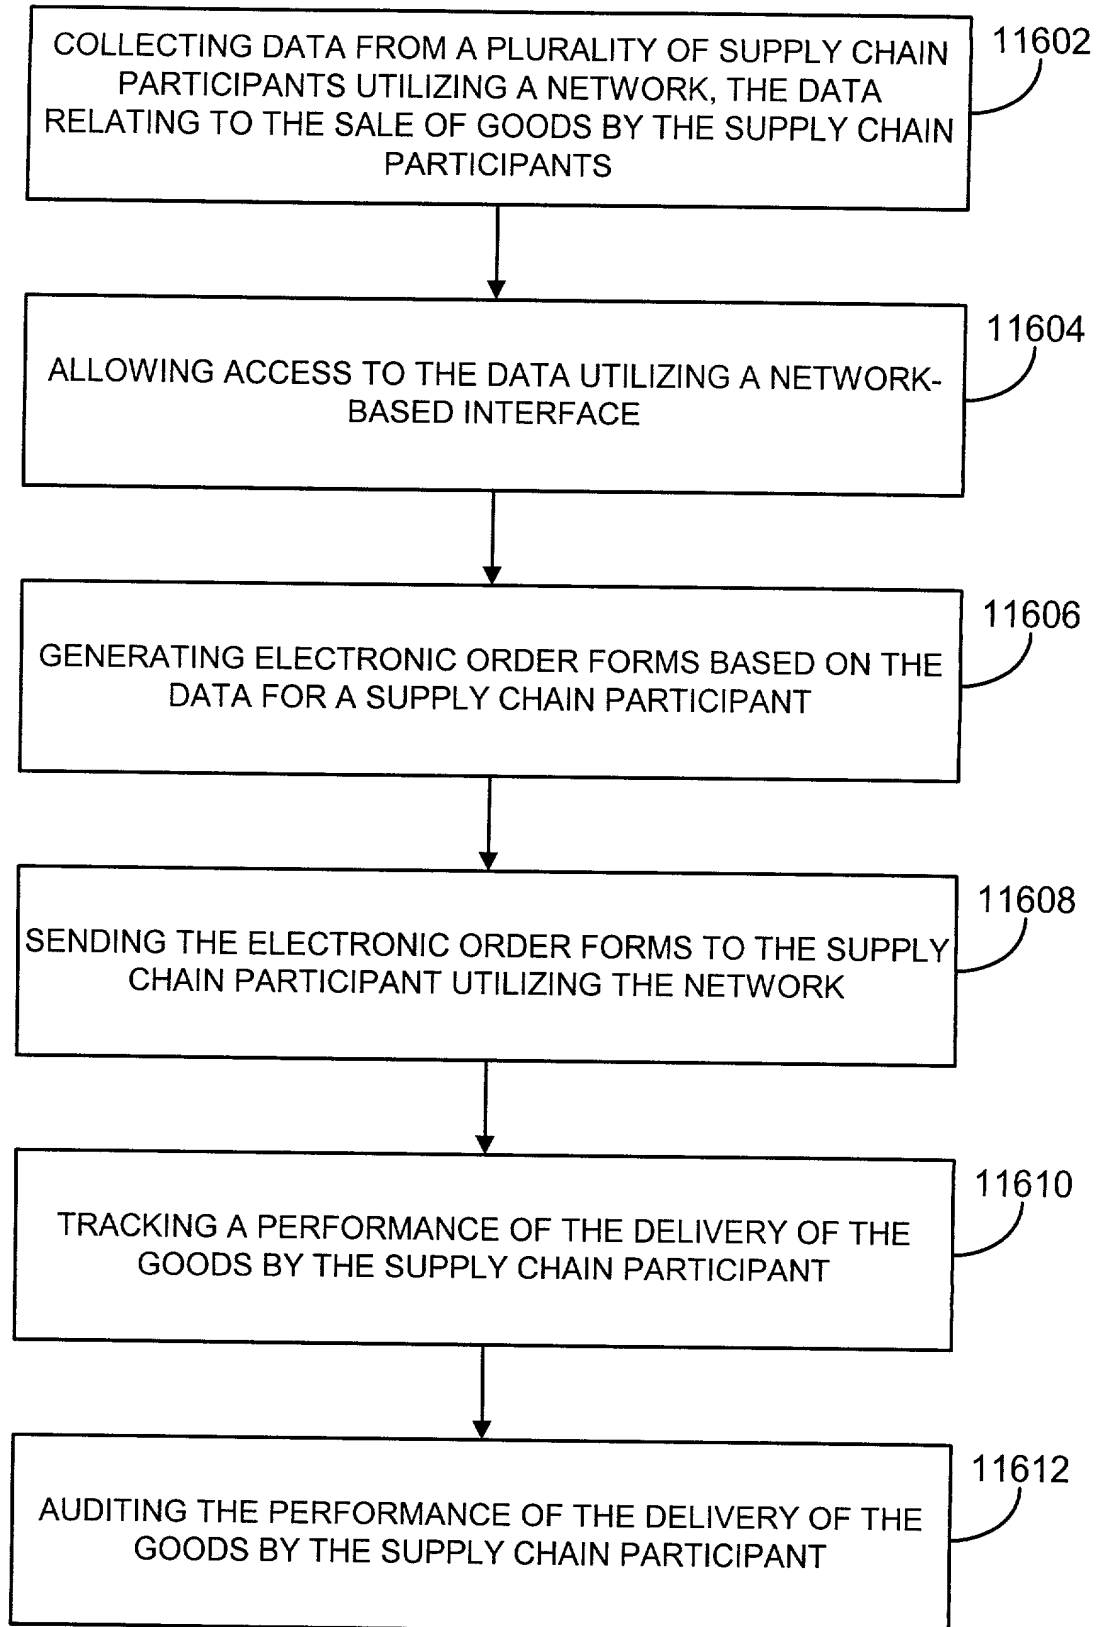 COLLECTING DATA FROM A PLURALITY OF SUPPLY CHAIN
PARTICIPANTS UTILIZING A NETWORK, THE DATA
RELATING TO THE SALE OF GOODS BY THE SUPPLY CHAIN
PARTICIPANTS
11602
ALLOWING ACCESS TO THE DATA UTILIZING A NETWORK-
BASED INTERFACE
11604
GENERATING ELECTRONIC ORDER FORMS BASED ON THE
DATA FOR A SUPPLY CHAIN PARTICIPANT
11606
SENDING THE ELECTRONIC ORDER FORMS TO THE SUPPLY
CHAIN PARTICIPANT UTILIZING THE NETWORK
11608
TRACKING A PERFORMANCE OF THE DELIVERY OF THE
GOODS BY THE SUPPLY CHAIN PARTICIPANT
11610
AUDITING THE PERFORMANCE OF THE DELIVERY OF THE
GOODS BY THE SUPPLY CHAIN PARTICIPANT
11612